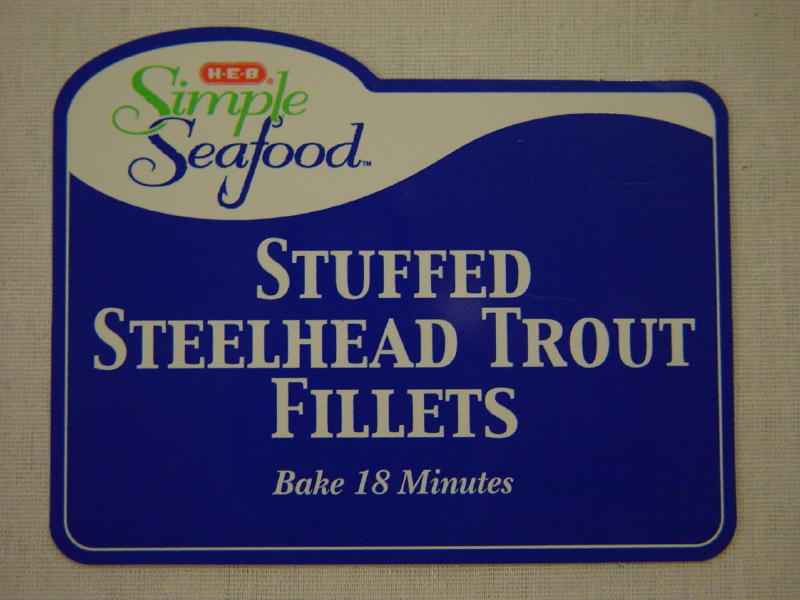 H-E-B®
Simple
Seafood™
STUFFED
STEELHEAD TROUT
FILLETS
Bake 18 Minutes